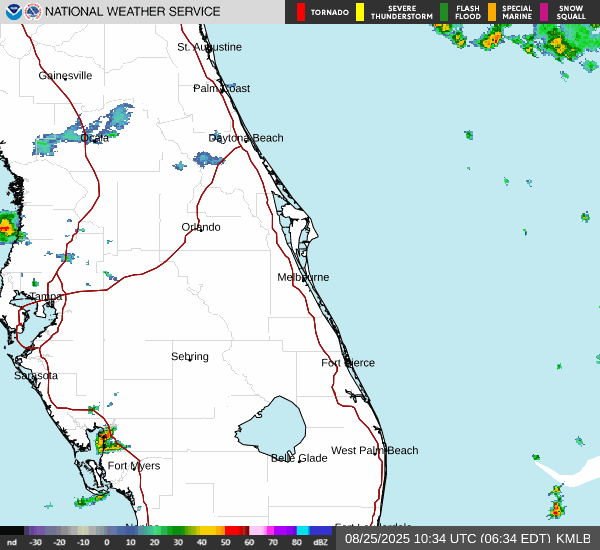 NATIONAL WEATHER SERVICE
TORNADO
SEVERE THUNDERSTORM
FLASH FLOOD
SPECIAL MARINE
SNOW SQUALL
St. Augustine
Gainesville
Palm Coast
Ocala
Daytona Beach
Orlando
Melbourne
Tampa
Sebring
Fort Pierce
Sarasota
West Palm Beach
Belle Glade
Fort Myers
nd -30 -20 -10 0 10 20 30 40 50 60 70 80 dBZ
08/25/2025 10:34 UTC (06:34 EDT) KMLB